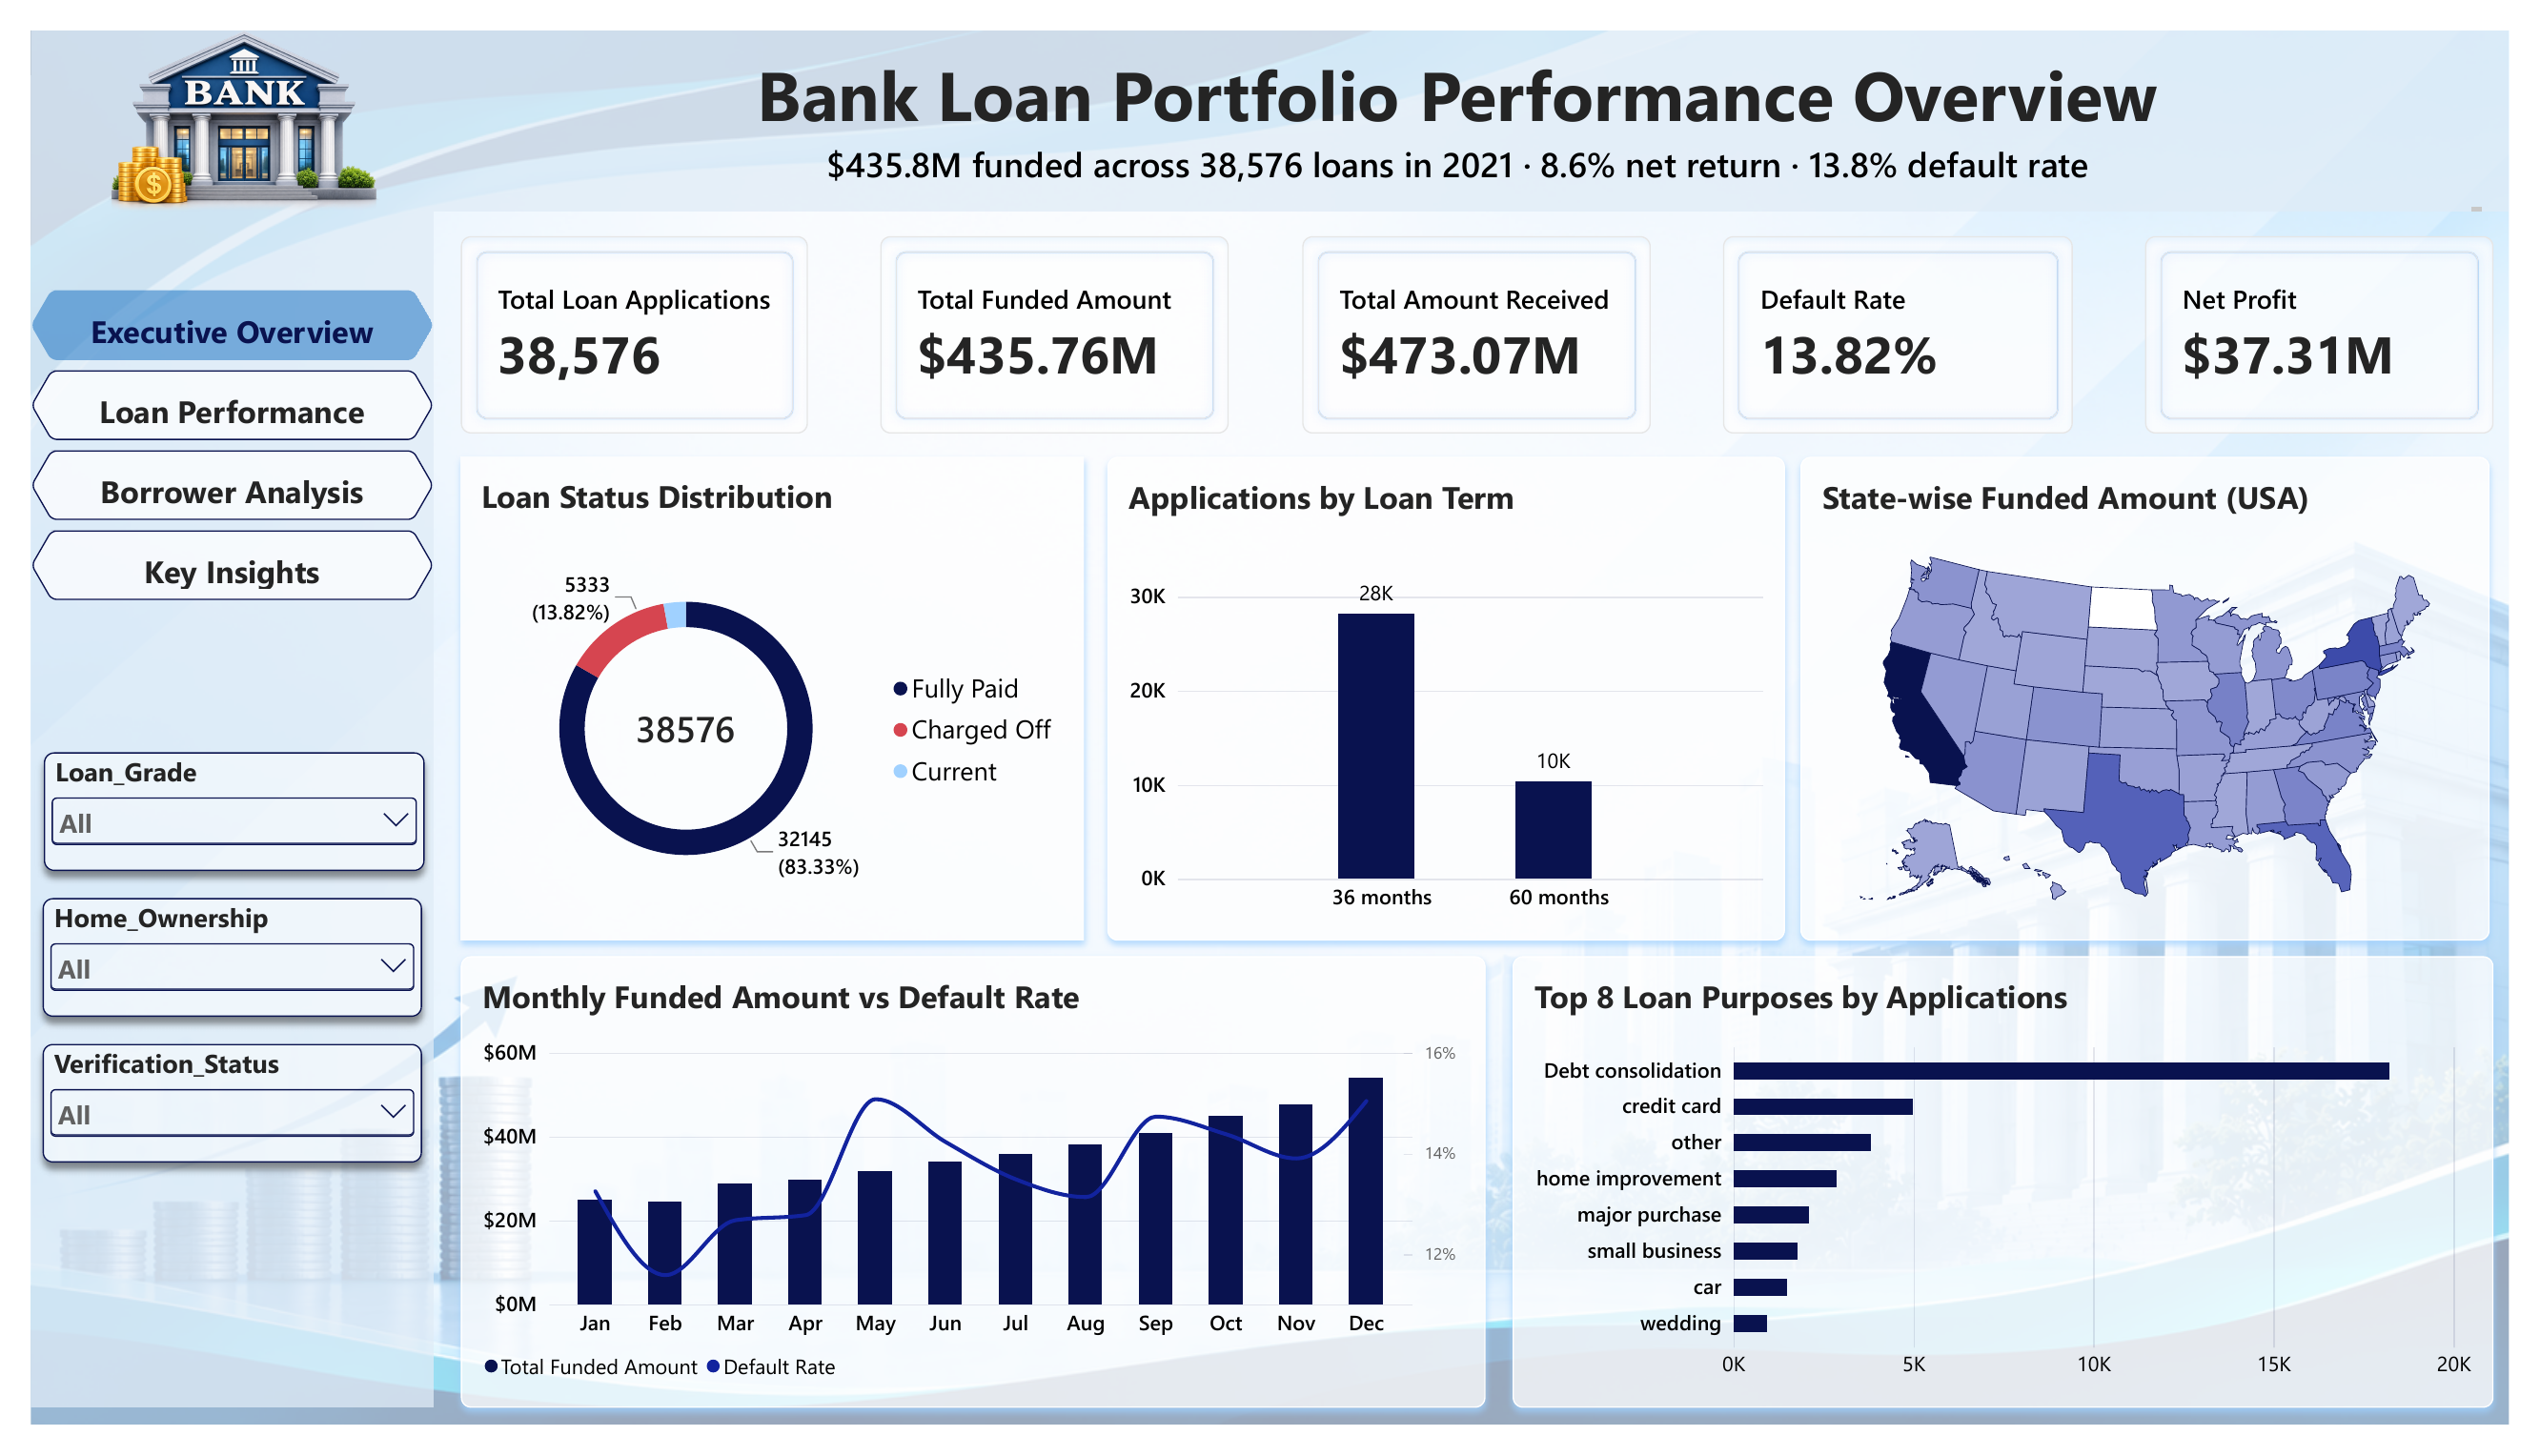 BANK
$
Bank Loan Portfolio Performance Overview
$435.8M funded across 38,576 loans in 2021 · 8.6% net return · 13.8% default rate
Executive Overview
Loan Performance
Borrower Analysis
Key Insights
Loan_Grade
All
Home_Ownership
All
Verification_Status
All
Total Loan Applications
38,576
Total Funded Amount
$435.76M
Total Amount Received
$473.07M
Default Rate
13.82%
Net Profit
$37.31M
Loan Status Distribution
5333
(13.82%)
38576
32145
(83.33%)
Fully Paid
Charged Off
Current
Applications by Loan Term
30K
20K
10K
0K
28K
10K
36 months
60 months
State-wise Funded Amount (USA)
Monthly Funded Amount vs Default Rate
$60M
$40M
$20M
$0M
16%
14%
12%
Jan Feb Mar Apr May Jun Jul Aug Sep Oct Nov Dec
Total Funded Amount Default Rate
Top 8 Loan Purposes by Applications
Debt consolidation
credit card
other
home improvement
major purchase
small business
car
wedding
0K 5K 10K 15K 20K